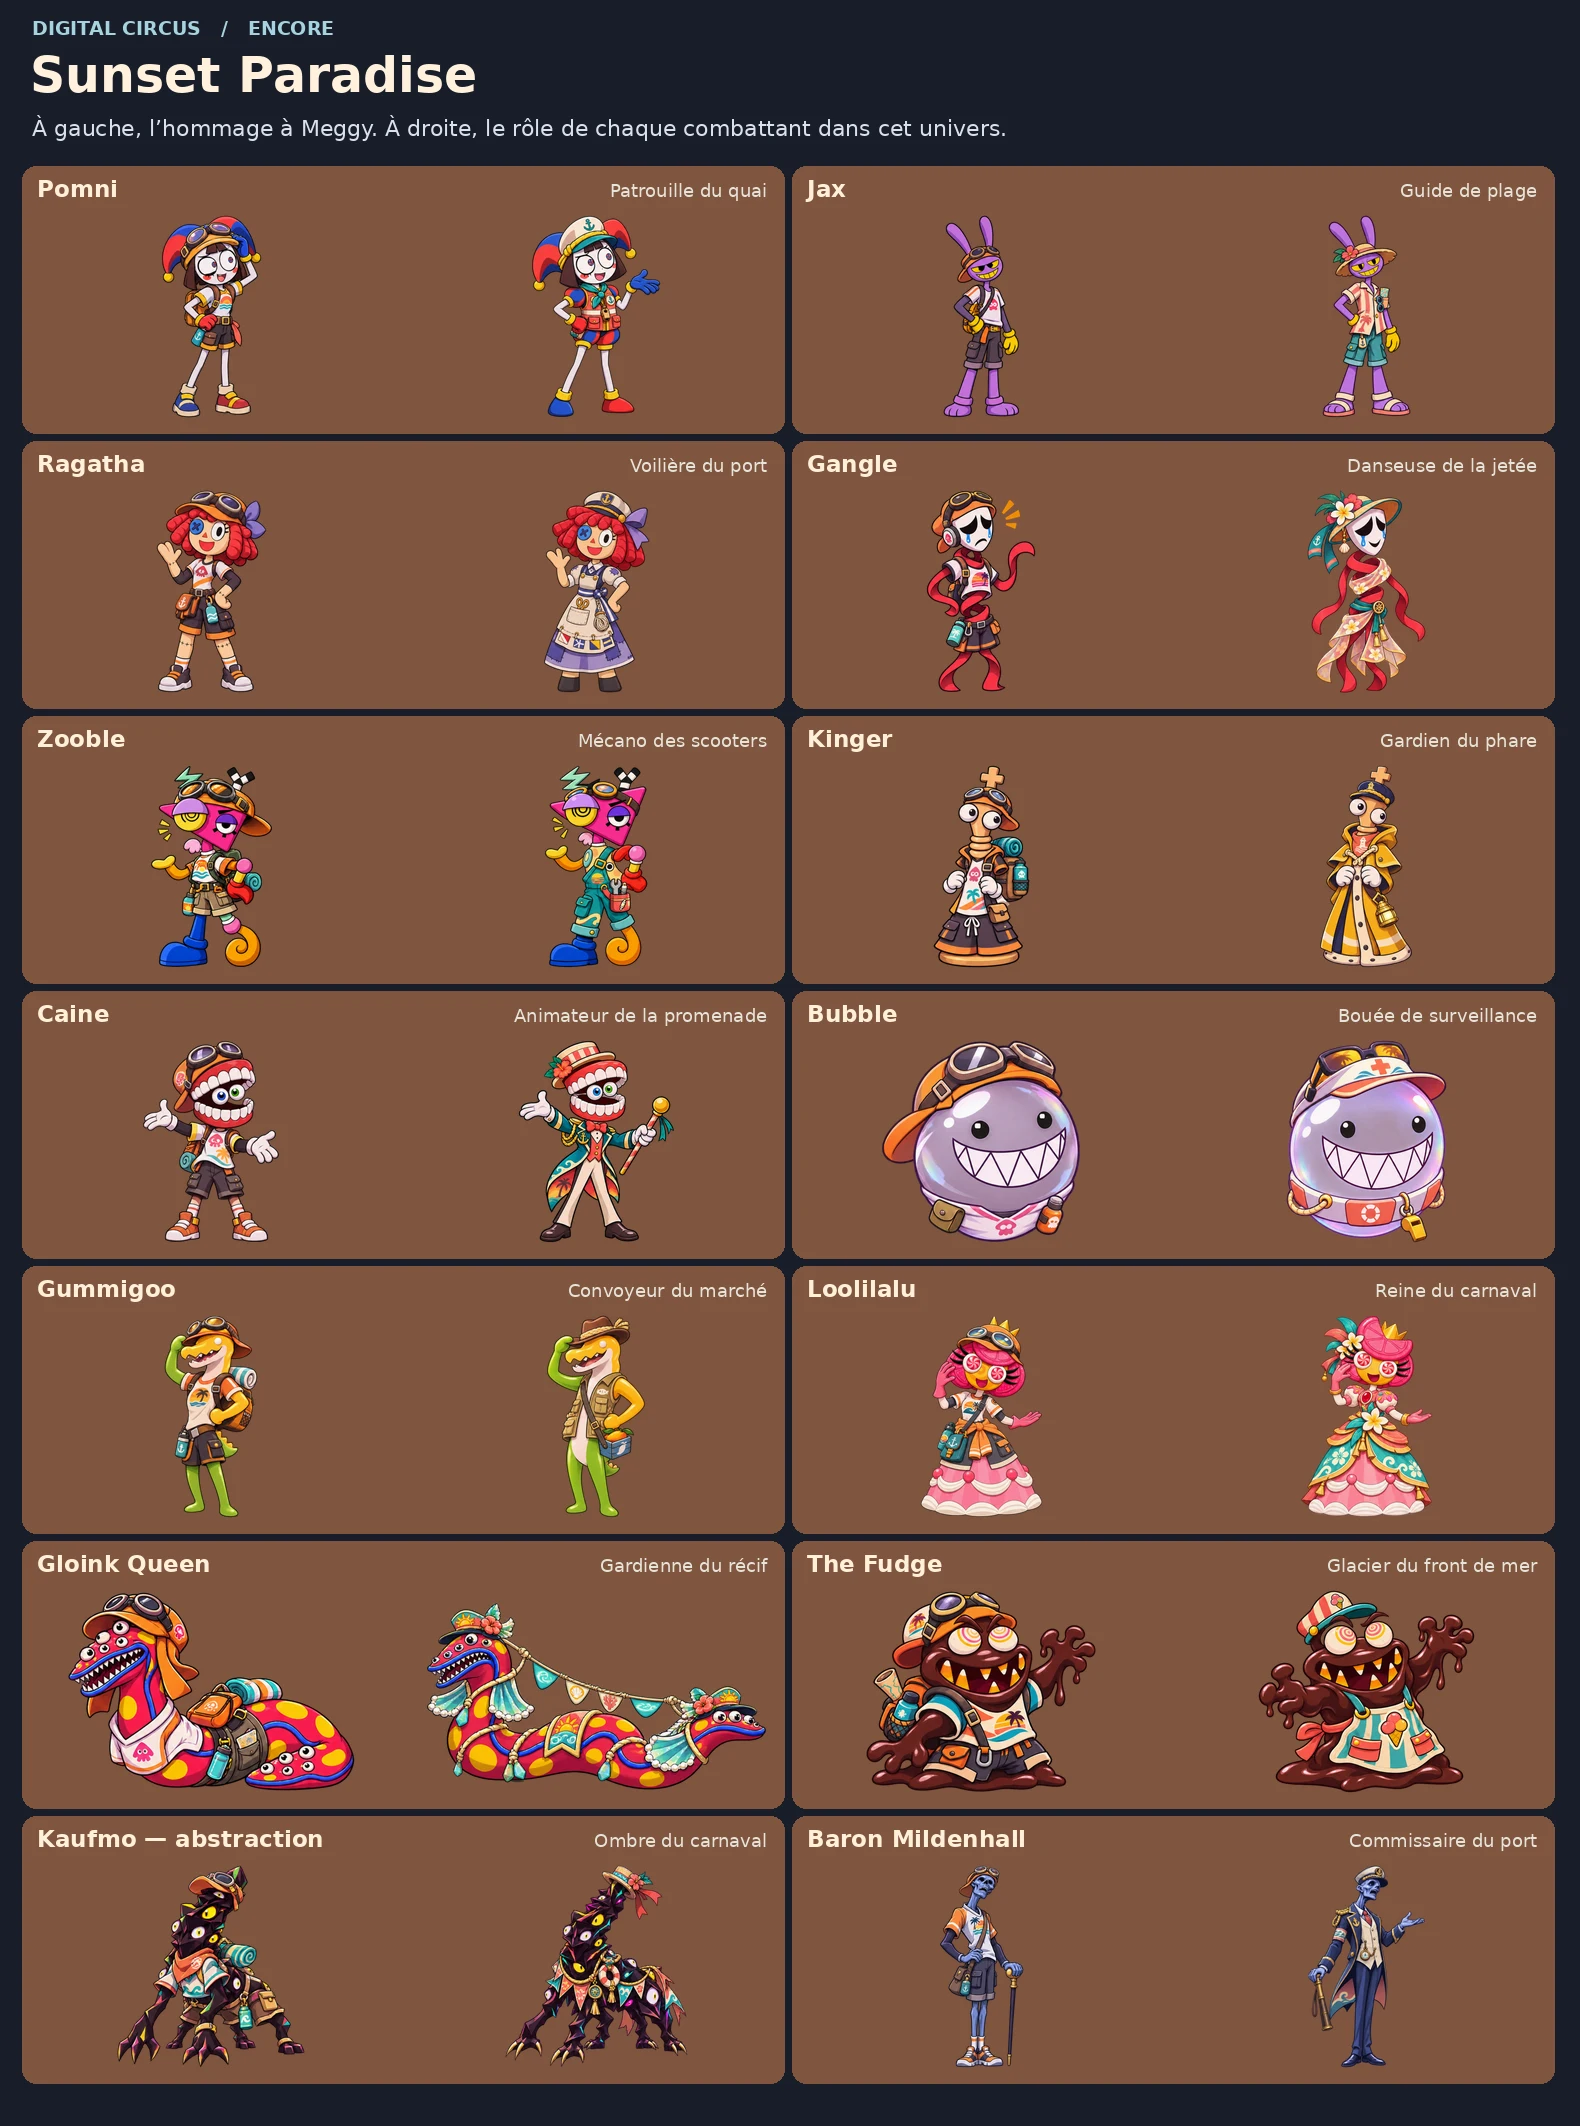 DIGITAL CIRCUS / ENCORE
Sunset Paradise
À gauche, l’hommage à Meggy. À droite, le rôle de chaque combattant dans cet univers.
Pomni
Patrouille du quai
Jax
Guide de plage
Ragatha
Voilière du port
Gangle
Danseuse de la jetée
Zooble
Mécano des scooters
Kinger
Gardien du phare
Caine
Animateur de la promenade
Bubble
Bouée de surveillance
Gummigoo
Convoyeur du marché
Loolilalu
Reine du carnaval
Gloink Queen
Gardienne du récif
The Fudge
Glacier du front de mer
Kaufmo — abstraction
Ombre du carnaval
Baron Mildenhall
Commissaire du port